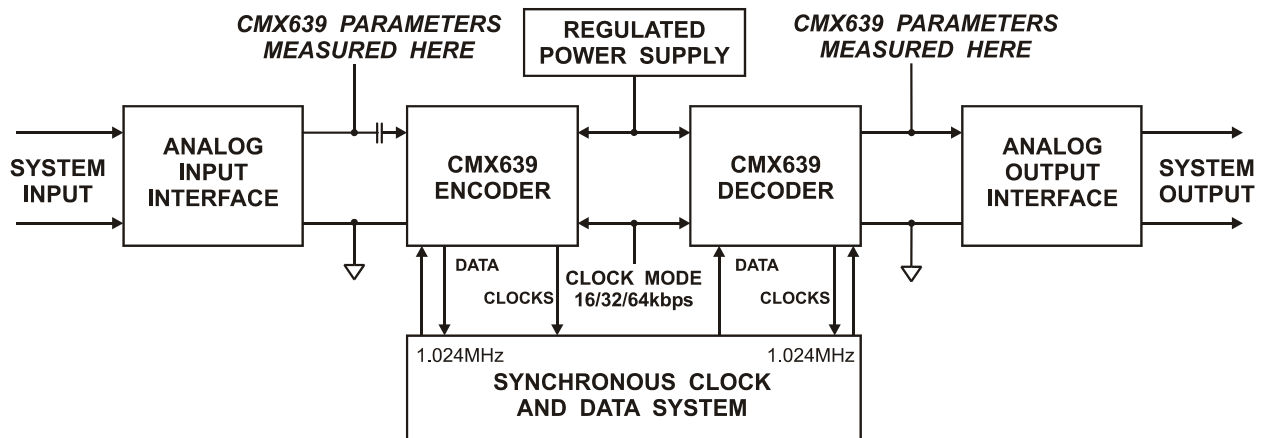 CMX639 PARAMETERS
MEASURED HERE
REGULATED
POWER SUPPLY
CMX639 PARAMETERS
MEASURED HERE
SYSTEM
INPUT
ANALOG
INPUT
INTERFACE
CMX639
ENCODER
CMX639
DECODER
ANALOG
OUTPUT
INTERFACE
SYSTEM
OUTPUT
DATA
CLOCKS
CLOCK MODE
16/32/64kbps
DATA
CLOCKS
1.024MHz
1.024MHz
SYNCHRONOUS CLOCK
AND DATA SYSTEM